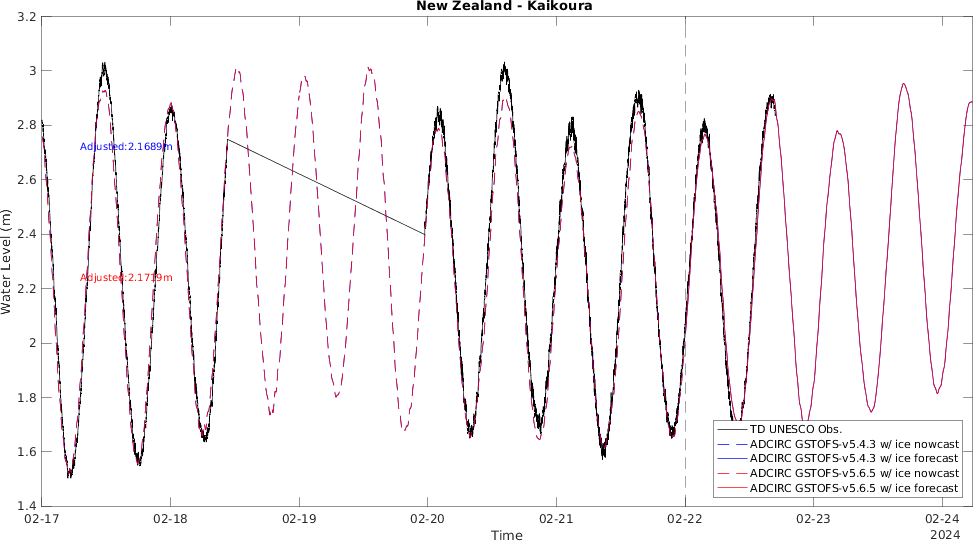 New Zealand - Kaikoura
3.2
3
2.8
2.6
2.4
2.2
2
1.8
1.6
1.4
Water Level (m)
Adjusted:2.1689m
Adjusted:2.1719m
TD UNESCO Obs.
ADCIRC GSTOFS-v5.4.3 w/ ice nowcast
ADCIRC GSTOFS-v5.4.3 w/ ice forecast
ADCIRC GSTOFS-v5.6.5 w/ ice nowcast
ADCIRC GSTOFS-v5.6.5 w/ ice forecast
02-17 02-18 02-19 02-20 02-21 02-22 02-23 02-24
Time
2024